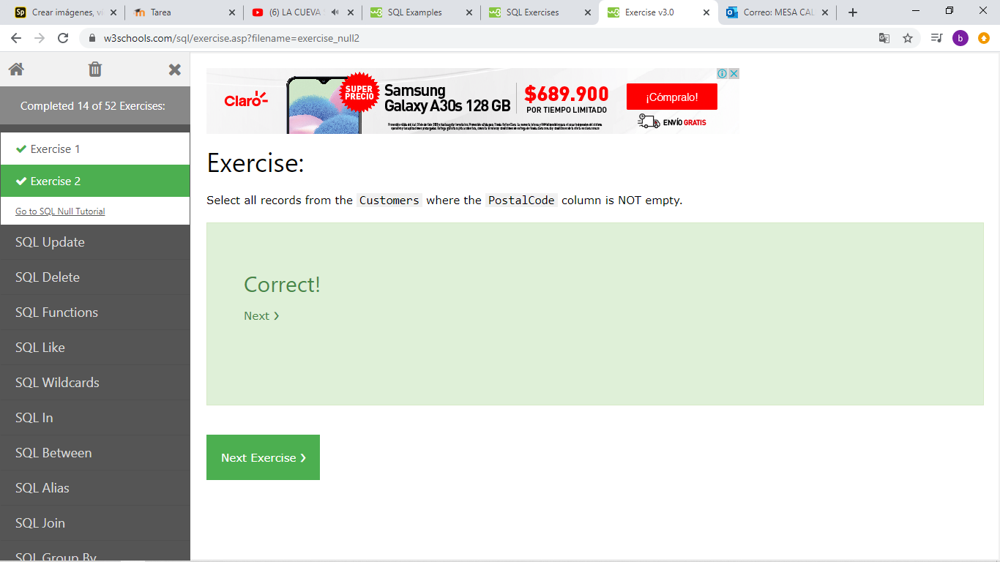 Crear imágenes, ví
Tarea
(6) LA CUEVA
SQL Examples
SQL Exercises
Exercise v3.0
Correo: MESA CAL
w3schools.com/sql/exercise.asp?filename=exercise_null2
b
Completed 14 of 52 Exercises:
Exercise 1
Exercise 2
Go to SQL Null Tutorial
SQL Update
SQL Delete
SQL Functions
SQL Like
SQL Wildcards
SQL In
SQL Between
SQL Alias
SQL Join
SQL Group By
Claro
SUPER
PRECIO
Samsung
Galaxy A30s 128 GB
$689.900
POR TIEMPO LIMITADO
¡Cómpralo!
ENVÍO GRATIS
Exercise:
Select all records from the Customers where the PostalCode column is NOT empty.
Correct!
Next ❯
Next Exercise ❯